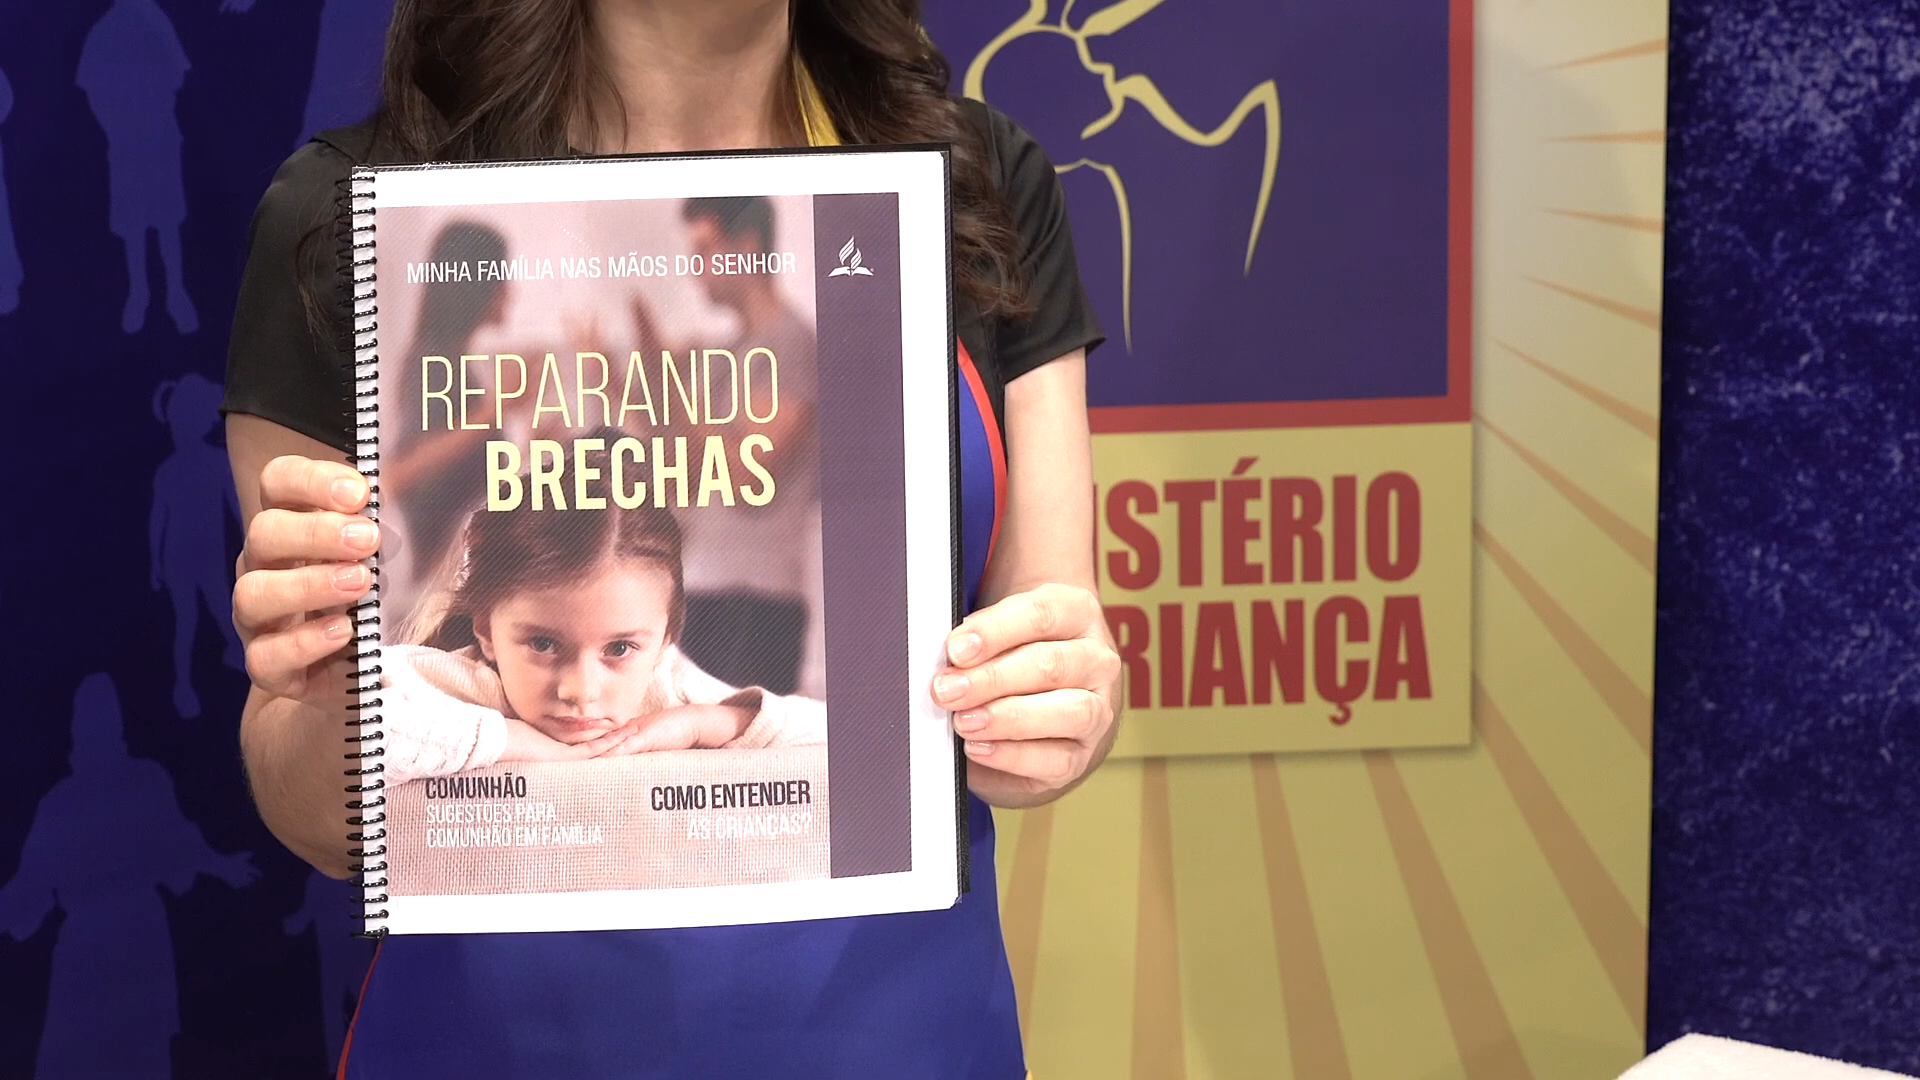 MINHA FAMÍLIA NAS MÃOS DO SENHOR
REPARANDO
BRECHAS
COMUNHÃO
SUGESTÕES PARA
COMUNHÃO EM FAMÍLIA
COMO ENTENDER
AS CRIANÇAS?
ISTÉRIO
RIANÇA